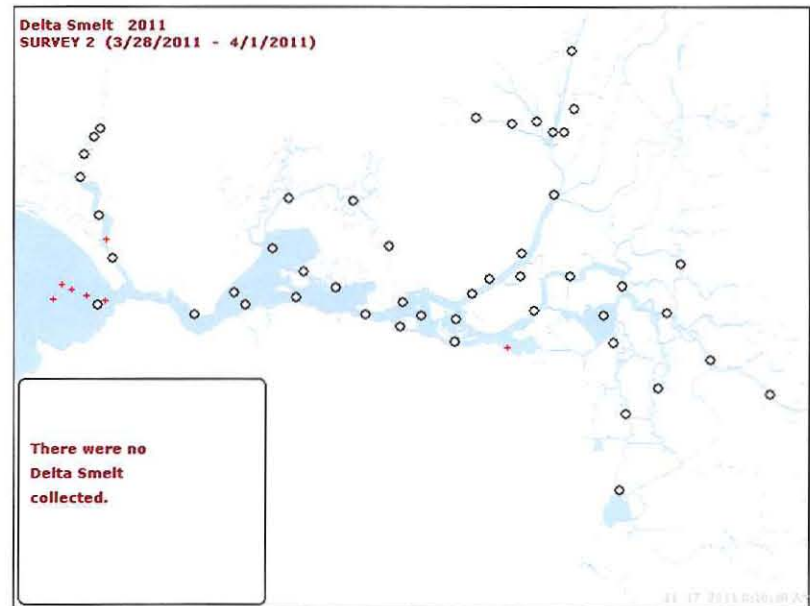 Delta Smelt 2011
SURVEY 2 (3/28/2011 - 4/1/2011)
There were no
Delta Smelt
collected.